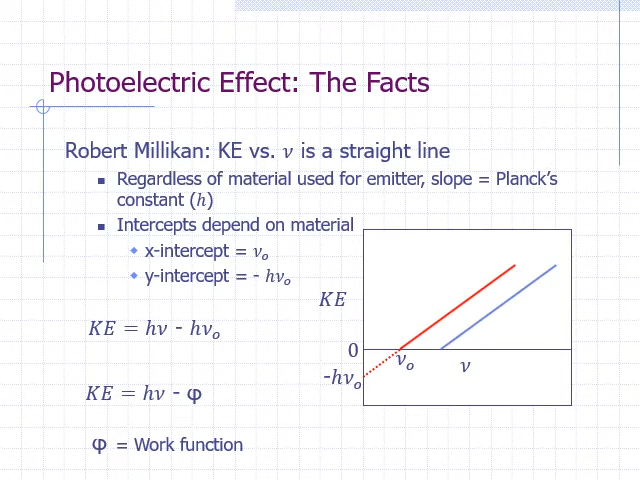 Photoelectric Effect: The Facts
Robert Millikan: KE vs. 𝜈 is a straight line
Regardless of material used for emitter, slope = Planck's
constant (ℎ)
Intercepts depend on material
x-intercept = 𝜈ₒ
y-intercept = - ℎ𝜈ₒ
𝐾𝐸
𝐾𝐸 = ℎ𝜈 - ℎ𝜈ₒ
0
𝜈ₒ
𝜈
-ℎ𝜈ₒ
𝐾𝐸 = ℎ𝜈 - φ
φ = Work function